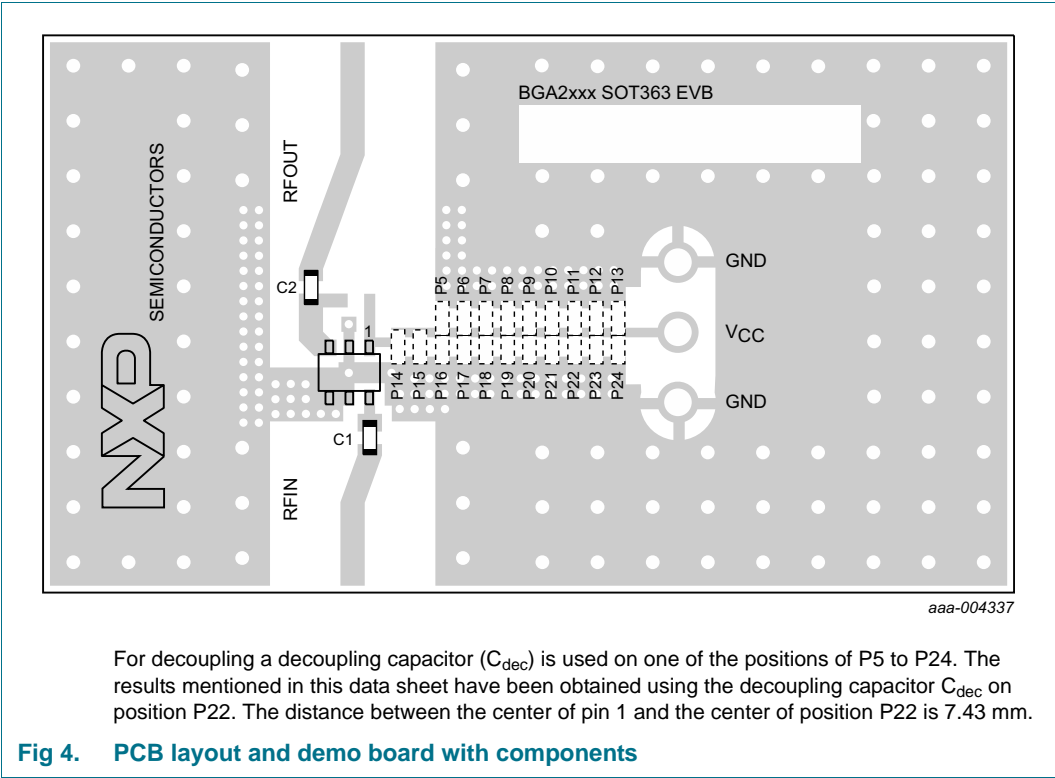 BGA2xxx SOT363 EVB
NXP
SEMICONDUCTORS
RFOUT
C2
1
P5
P6
P7
P8
P9
P10
P11
P12
P13
GND
VCC
GND
P14
P15
P16
P17
P18
P19
P20
P21
P22
P23
P24
C1
RFIN
aaa-004337
For decoupling a decoupling capacitor (Cdec) is used on one of the positions of P5 to P24. The
results mentioned in this data sheet have been obtained using the decoupling capacitor Cdec on
position P22. The distance between the center of pin 1 and the center of position P22 is 7.43 mm.
Fig 4. PCB layout and demo board with components